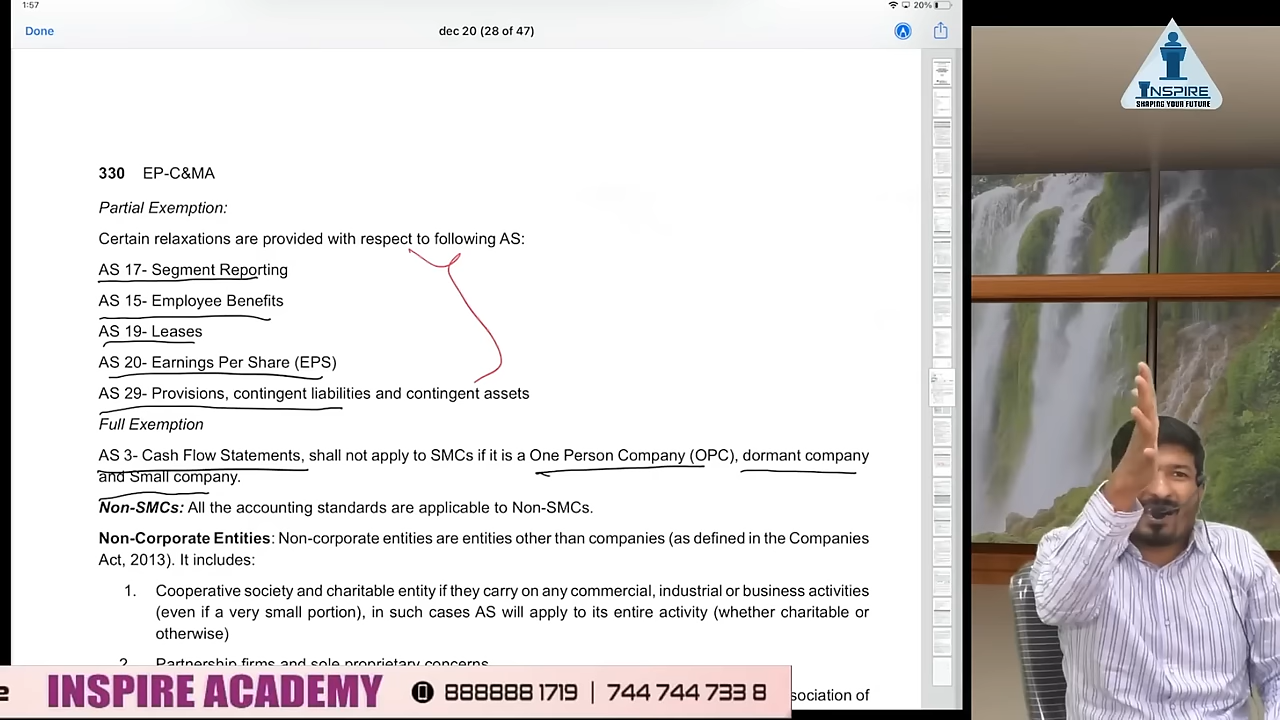 1:57
20%
Done
dec 20 (28 of 47)
INSPIRE
SHAPING YOUR FUTURE
330 EP-C&MA
Partial Exemption:
Certain relaxations are provided with respect to following AS:
AS 17- Segment Reporting
AS 15- Employee Benefits
AS 19- Leases
AS 20- Earnings Per Share (EPS)
AS 29- Provisions, contingent liabilities and contingent assets
Full Exemption
AS 3- Cash Flow Statements, shall not apply to SMCs if it is a One Person Company (OPC), dormant company
and Small company.
Non-SMCs: All the accounting standards are applicable to Non-SMCs.
Non-Corporate Entities: Non-corporate entities are entities other than companies (as defined in the Companies
Act, 2013). It includes:
1. Cooperative society and charitable entity if they carry on any commercial, industrial or business activities
(even if a very small portion), in such cases AS will apply to its entire activity (whether charitable or
otherwise)
2. Partnership firms and sole proprietary concerns
sociation of
e INSPIRE ACADEMY 888888 1719 | 744 744 733 8